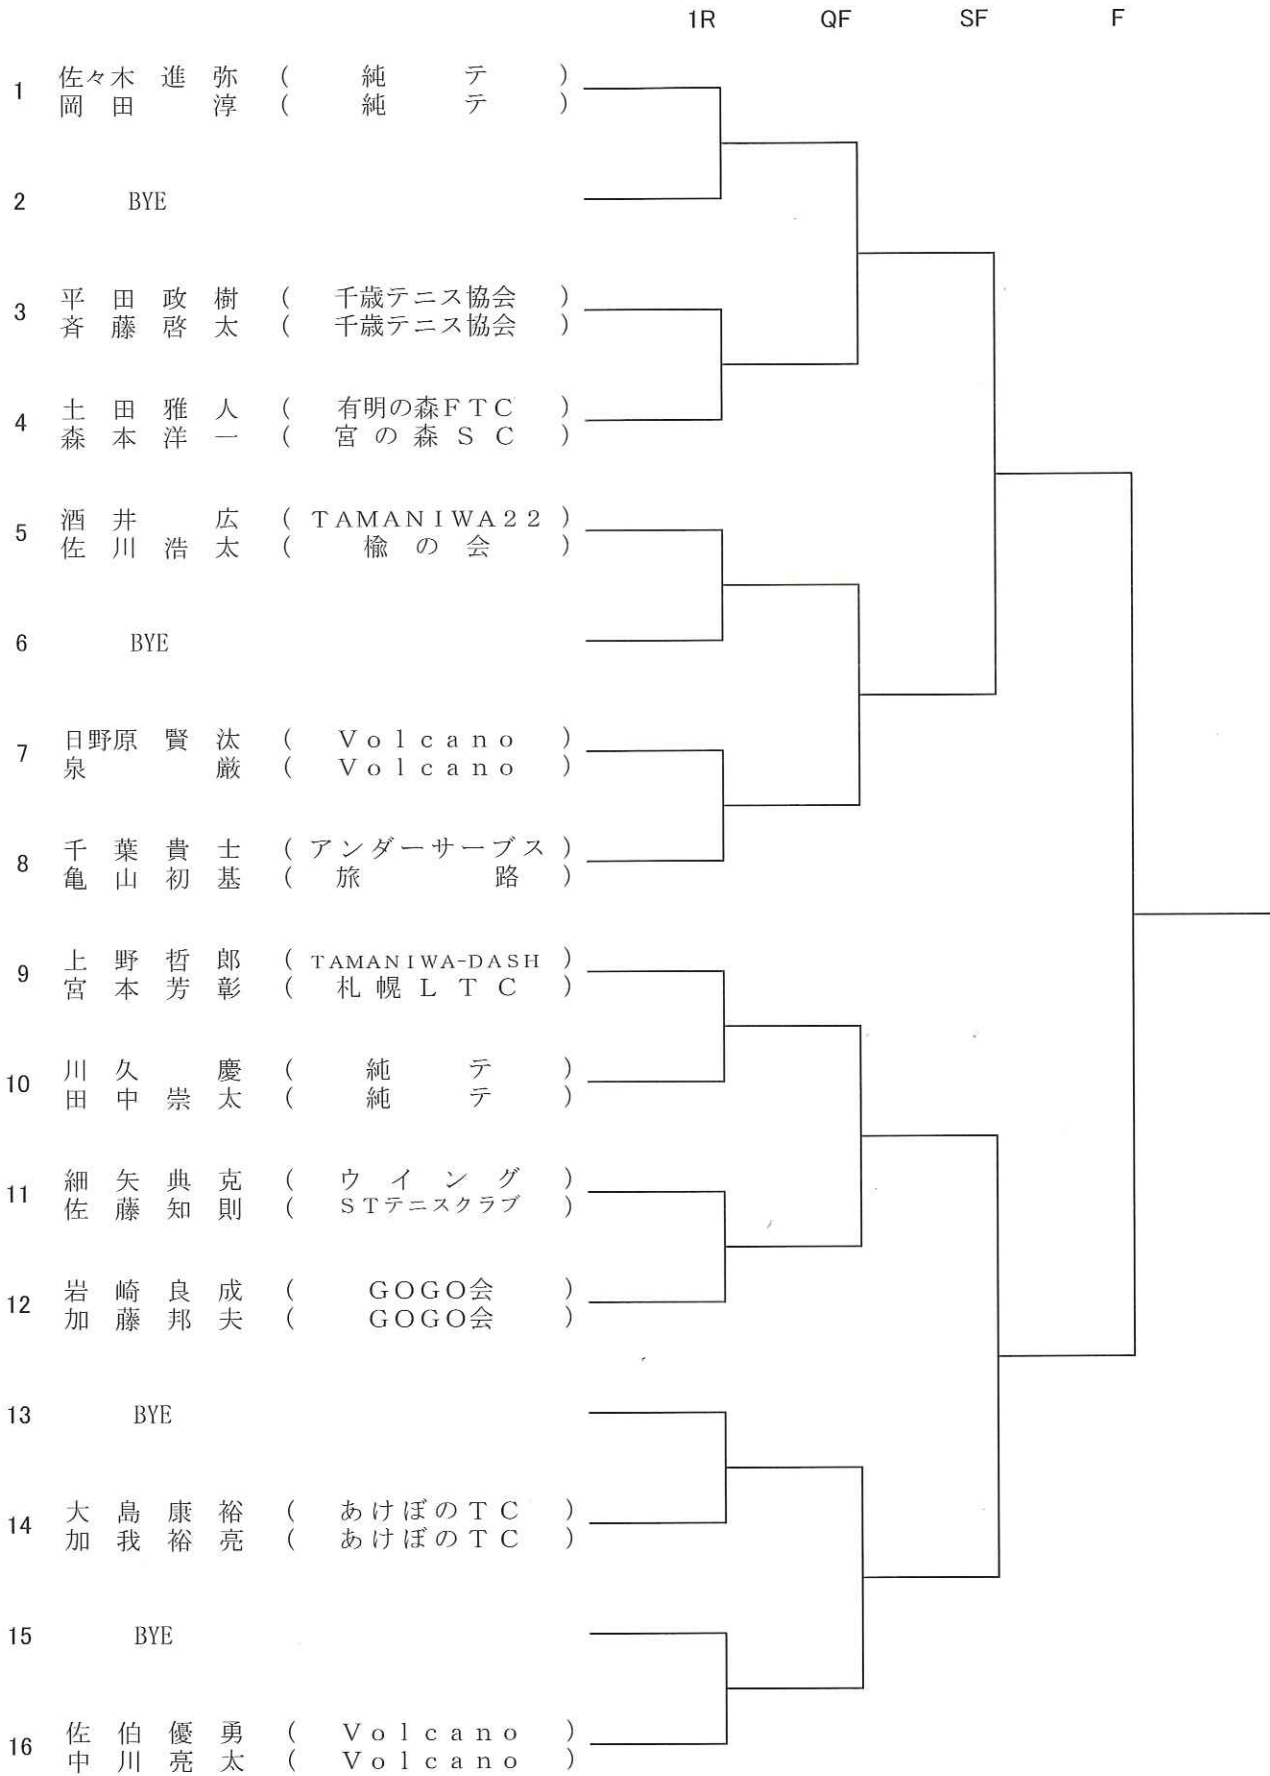 1R QF SF F
1 佐々木 進 弥 ( 純 テ )
岡 田 淳 ( 純 テ )
2 BYE
3 平 田 政 樹 ( 千歳テニス協会 )
斉 藤 啓 太 ( 千歳テニス協会 )
4 土 田 雅 人 ( 有明の森FTC )
森 本 洋 一 ( 宮の森SC )
5 酒 井 広 ( TAMANIWA22 )
佐 川 浩 太 ( 楡の会 )
6 BYE
7 日野原 賢 汰 ( Volcano )
泉 厳 ( Volcano )
8 千 葉 貴 士 ( アンダーサーブス )
亀 山 初 基 ( 旅 路 )
9 上 野 哲 郎 ( TAMANIWA-DASH )
宮 本 芳 彰 ( 札幌LTC )
10 川 久 慶 ( 純 テ )
田 中 崇 太 ( 純 テ )
11 細 矢 典 克 ( ウイング )
佐 藤 知 則 ( STテニスクラブ )
12 岩 崎 良 成 ( GOGO会 )
加 藤 邦 夫 ( GOGO会 )
13 BYE
14 大 島 康 裕 ( あけぼのTC )
加 我 裕 亮 ( あけぼのTC )
15 BYE
16 佐 伯 優 勇 ( Volcano )
中 川 亮 太 ( Volcano )